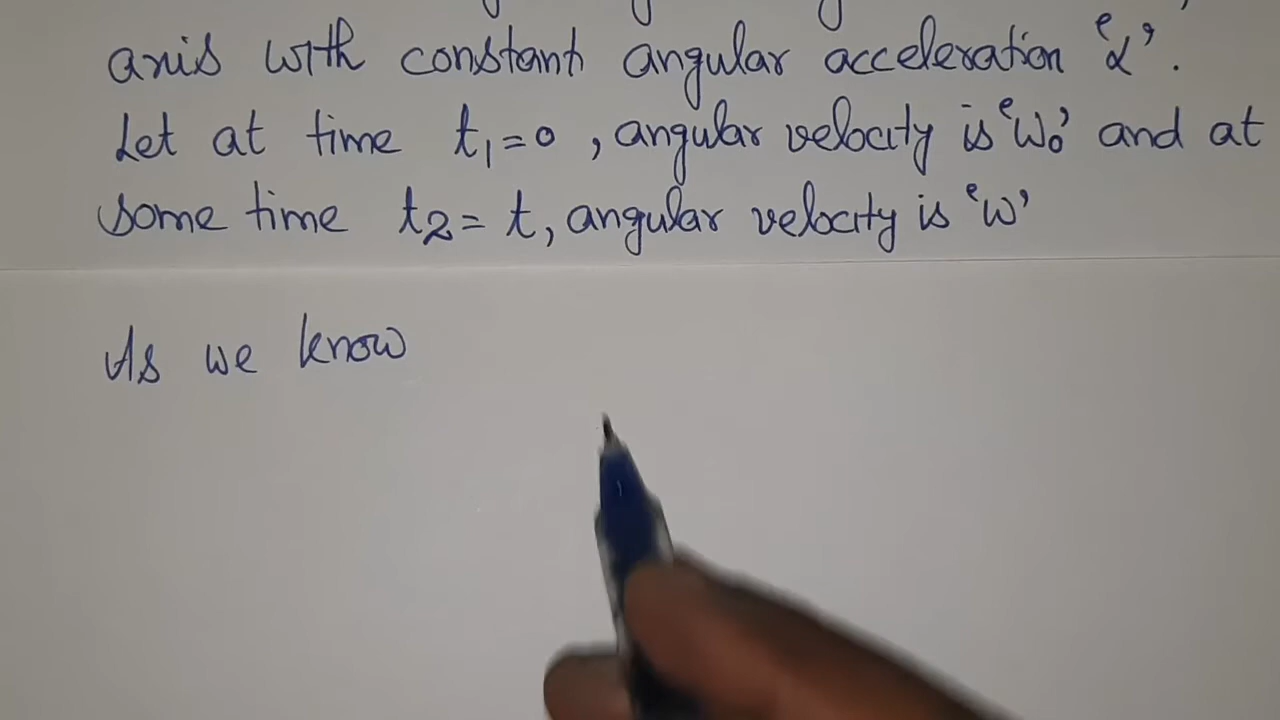 axis with constant angular acceleration 'α'.
Let at time t₁=0, angular velocity is 'ω₀' and at
some time t₂= t, angular velocity is 'ω'
As we know